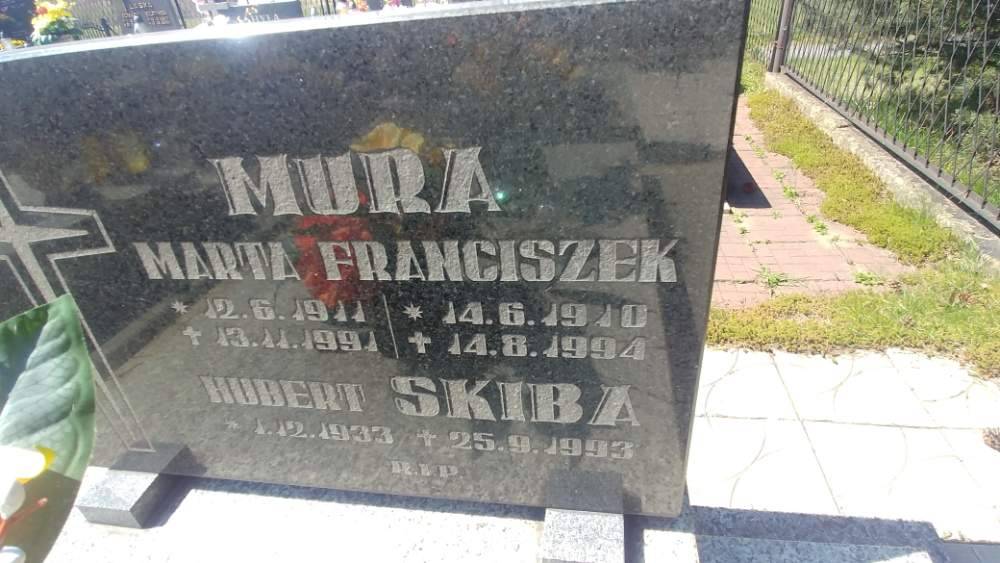 MURA
MARTA FRANCISZEK
* 12.6.1911 * 14.6.1910
✝ 13.11.1991 ✝ 14.8.1994
HUBERT SKIBA
* 1.12.1933 ✝ 25.9.1993
R.I.P